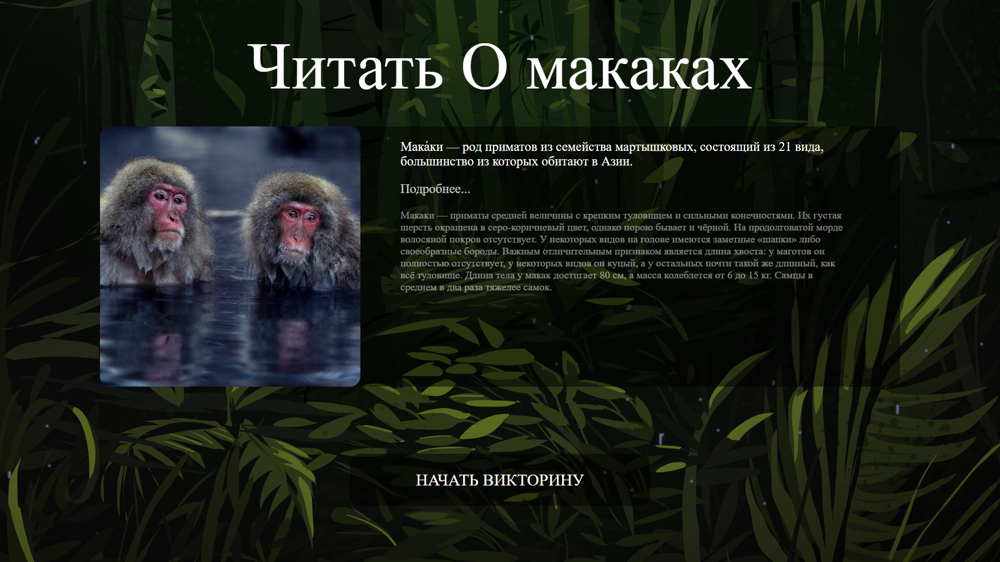 Читать О макаках
Мака́ки — род приматов из семейства мартышковых, состоящий из 21 вида,
большинство из которых обитают в Азии.
Подробнее...
Макаки — приматы средней величины с крепким туловищем и сильными конечностями. Их густая
шерсть окрашена в серо-коричневый цвет, однако порою бывает и чёрной. На продолговатой морде
волосяной покров отсутствует. У некоторых видов на голове имеются заметные «шапки» либо
своеобразные бороды. Важным отличительным признаком является длина хвоста: у маготов он
полностью отсутствует, у некоторых видов он куцый, а у остальных почти такой же длинный, как
всё туловище. Длина тела у макак достигает 80 см, а масса колеблется от 6 до 15 кг. Самцы в
среднем в два раза тяжелее самок.
НАЧАТЬ ВИКТОРИНУ